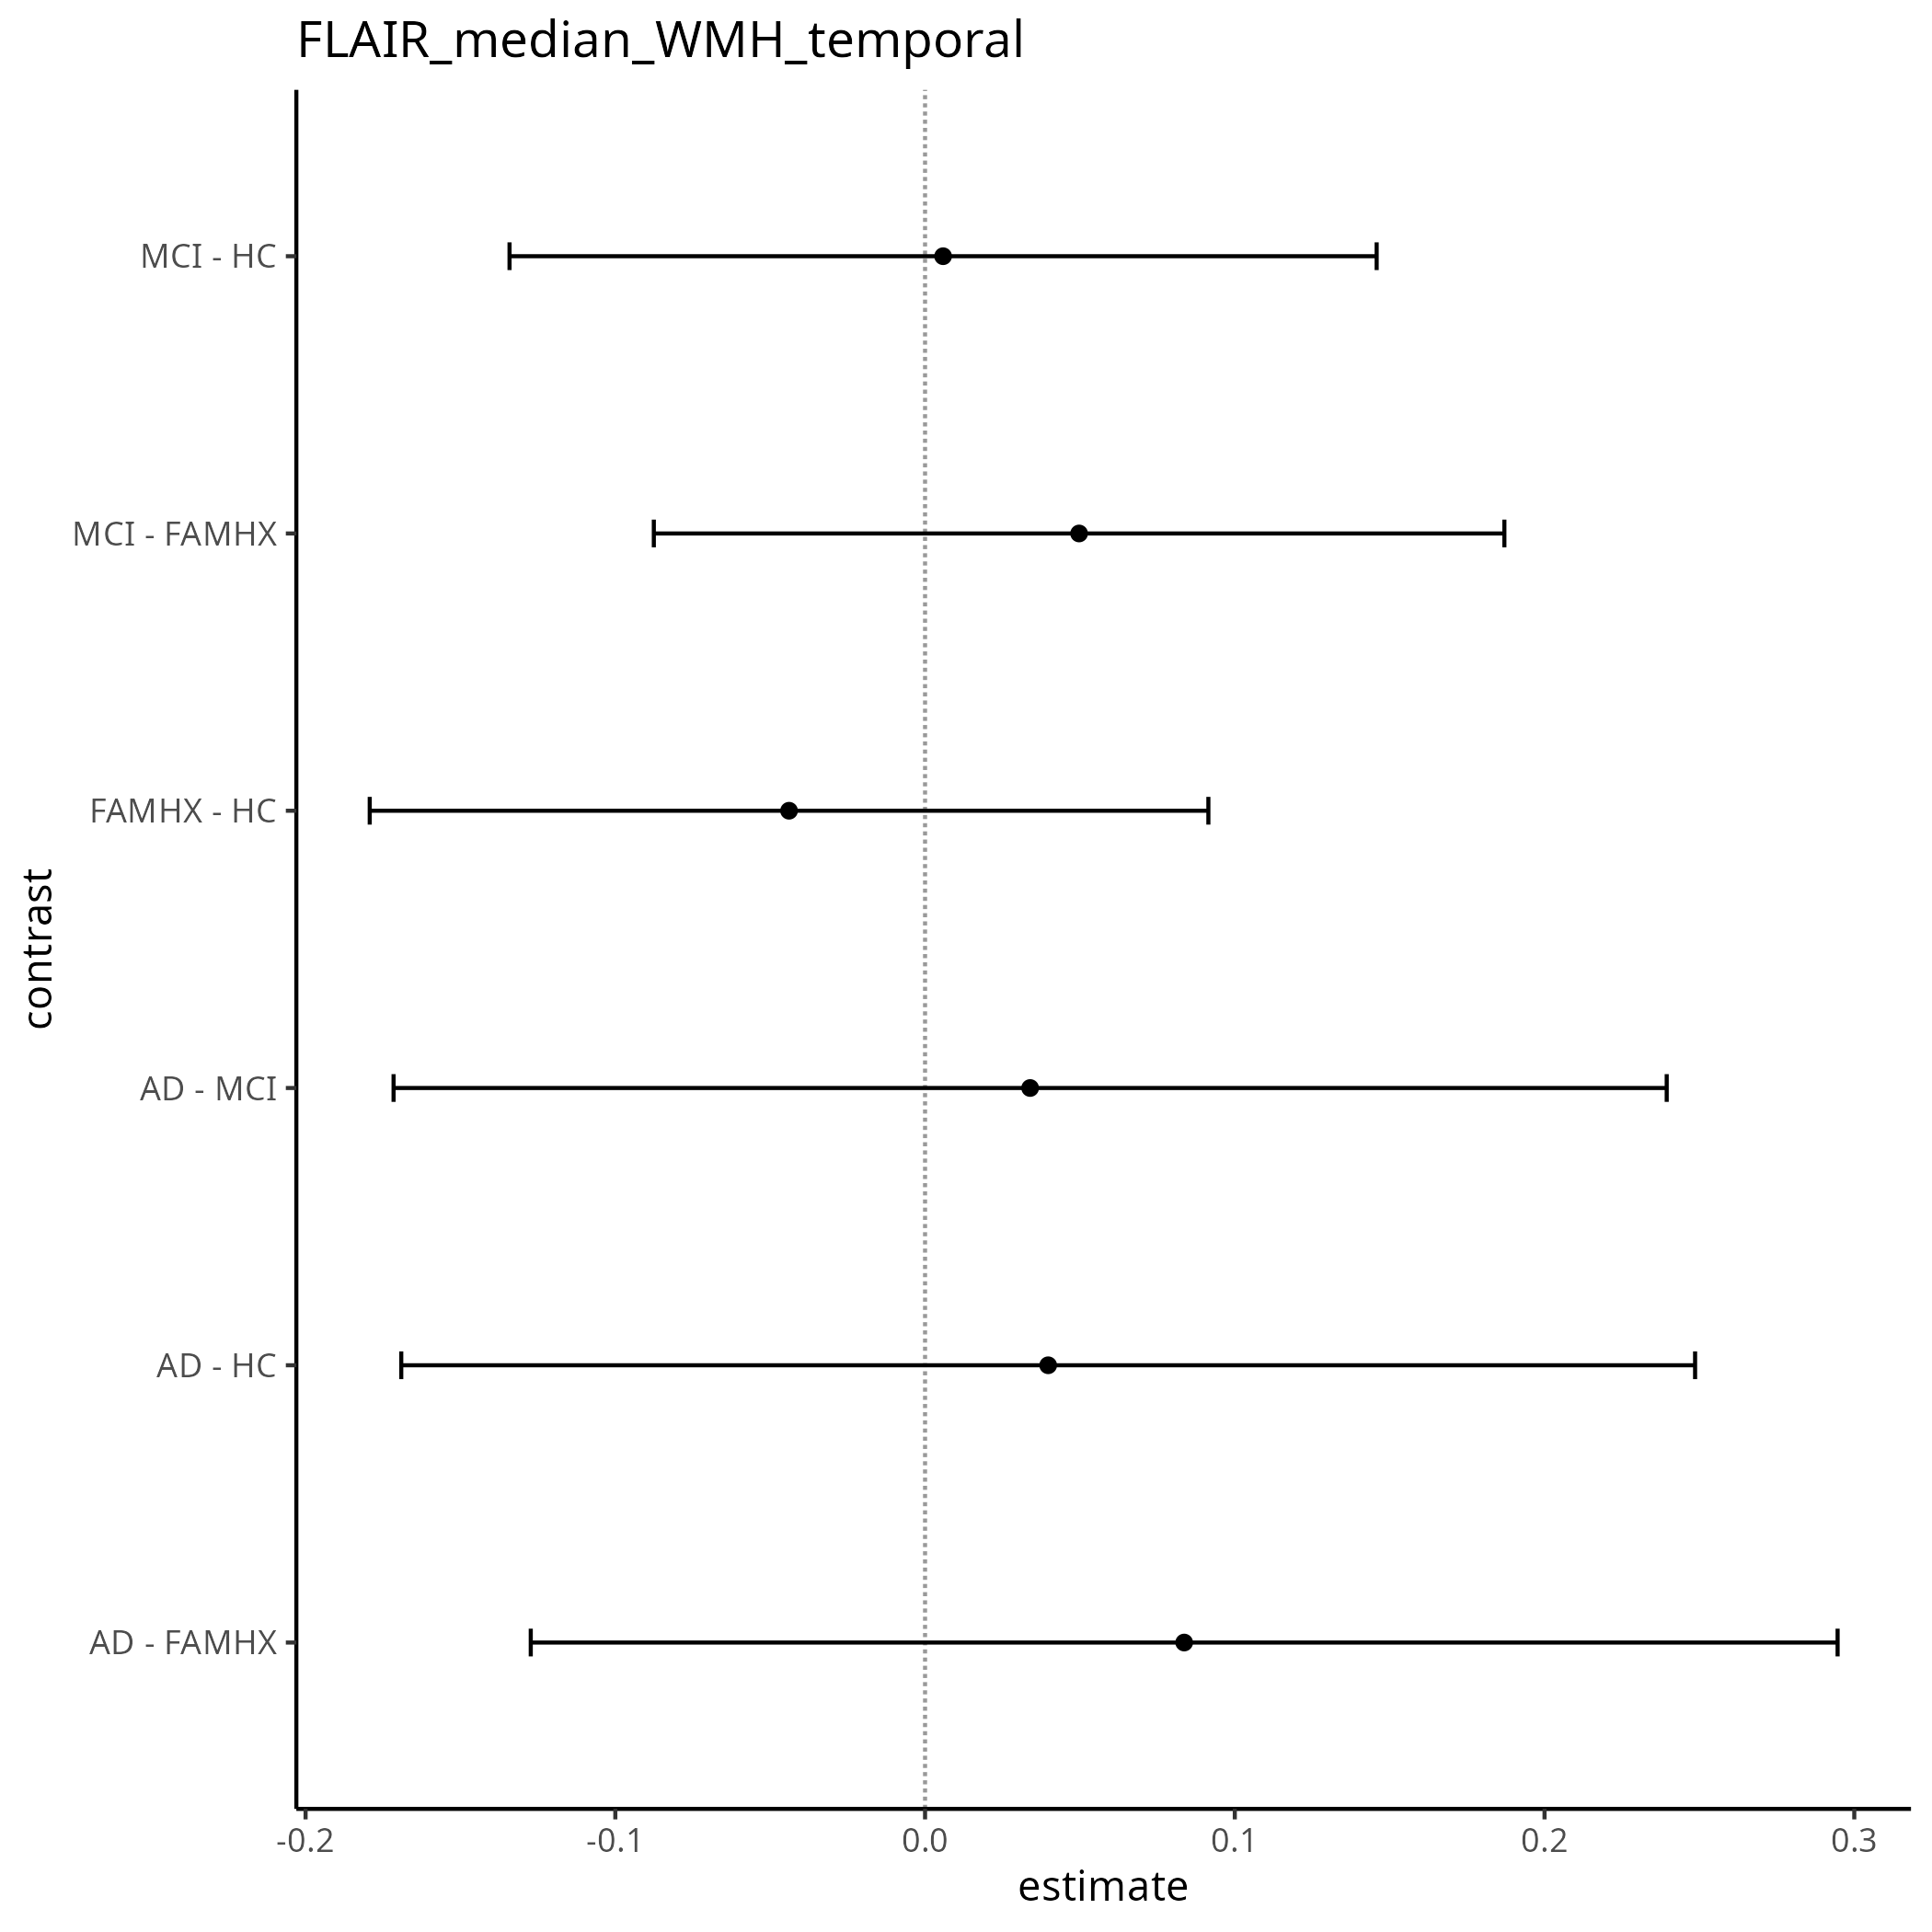 FLAIR_median_WMH_temporal
MCI - HC
MCI - FAMHX
FAMHX - HC
AD - MCI
AD - HC
AD - FAMHX
contrast
-0.2 -0.1 0.0 0.1 0.2 0.3
estimate